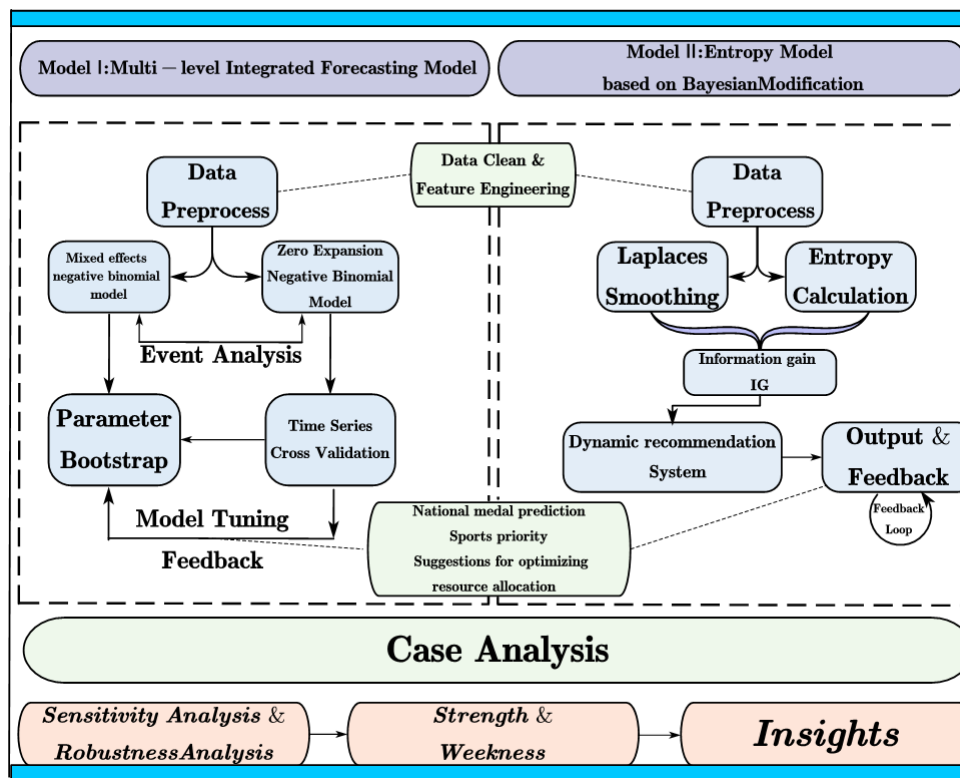 Model I:Multi − level Integrated Forecasting Model
Model II:Entropy Model
based on BayesianModification
Data Clean &
Feature Engineering
Data
Preprocess
Mixed effects
negative binomial
model
Zero Expansion
Negative Binomial
Model
Event Analysis
Parameter
Bootstrap
Time Series
Cross Validation
Model Tuning
Feedback
Data
Preprocess
Laplaces
Smoothing
Entropy
Calculation
Information gain
IG
Dynamic recommendation
System
Output &
Feedback
Feedback
Loop
National medal prediction
Sports priority
Suggestions for optimizing
resource allocation
Case Analysis
Sensitivity Analysis &
RobustnessAnalysis
Strength &
Weekness
Insights